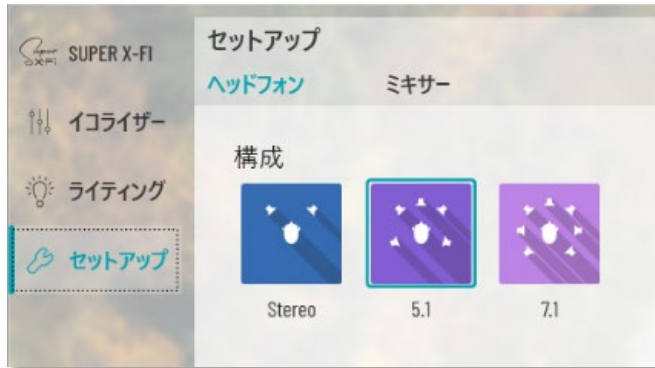 Super X-Fi SUPER X-FI
イコライザー
ライティング
セットアップ
セットアップ
ヘッドフォン ミキサー
構成
Stereo 5.1 7.1